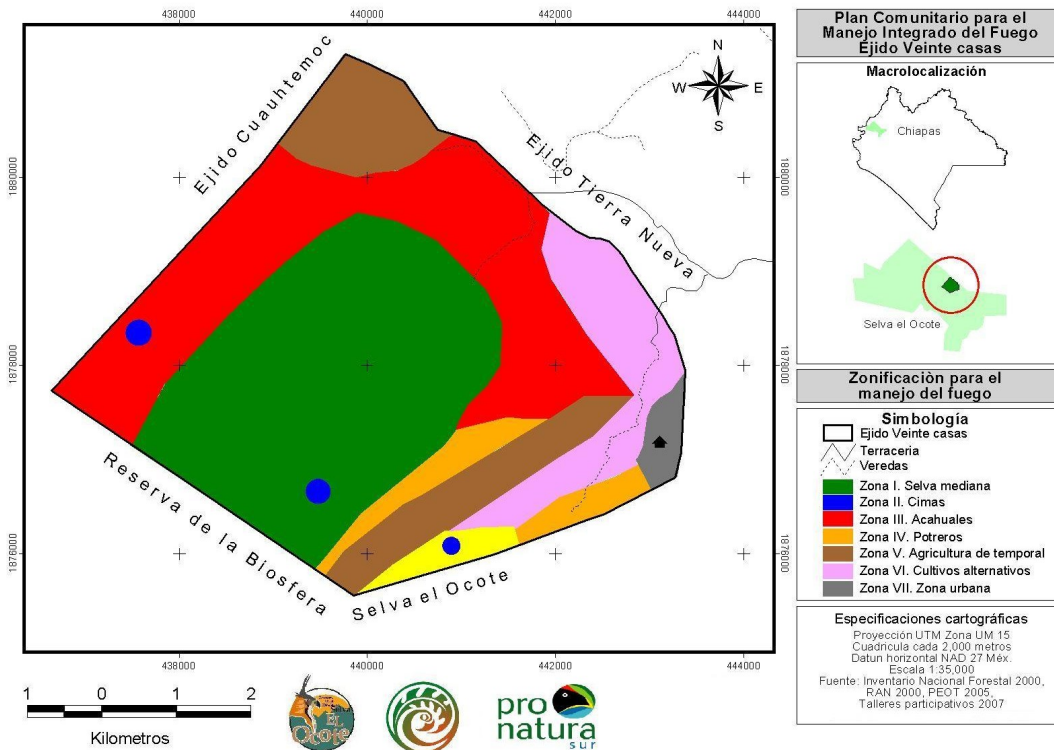 438000 440000 442000 444000
1880000
1878000
1876000
1880000
1878000
1876000
438000 440000 442000 444000
N
W E
S
Ejido Cuauhtemoc
Ejido Tierra Nueva
Reserva de la Biosfera
Selva el Ocote
1 0 1 2
Kilometros
EL
Ocote
pro
natura
sur
Plan Comunitario para el
Manejo Integrado del Fuego
Ejido Veinte casas
Macrolocalización
Chiapas
Selva el Ocote
Zonificaciòn para el
manejo del fuego
Simbología
Ejido Veinte casas
Terraceria
Veredas
Zona I. Selva mediana
Zona II. Cimas
Zona III. Acahuales
Zona IV. Potreros
Zona V. Agricultura de temporal
Zona VI. Cultivos alternativos
Zona VII. Zona urbana
Especificaciones cartográficas
Proyección UTM Zona UM 15
Cuadricula cada 2,000 metros
Datun horizontal NAD 27 Méx.
Escala 1:35,000
Fuente: Inventario Nacional Forestal 2000,
RAN 2000, PEOT 2005,
Talleres participativos 2007